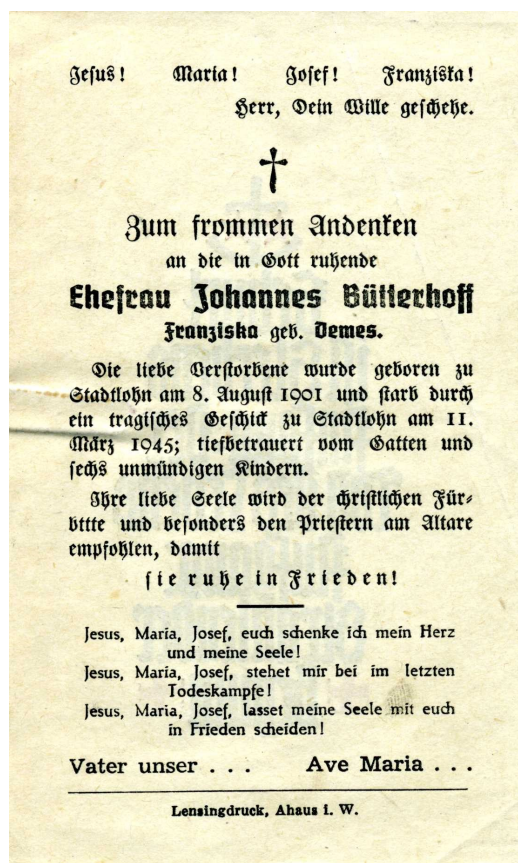 Jesus! Maria! Josef! Franziska!
Herr, Dein Wille geschehe.
Zum frommen Andenken
an die in Gott ruhende
Ehefrau Johannes Bütterhoff
Franziska geb. Demes.
Die liebe Verstorbene wurde geboren zu
Stadtlohn am 8. August 1901 und starb durch
ein tragisches Geschick zu Stadtlohn am 11.
März 1945; tiefbetrauert vom Gatten und
sechs unmündigen Kindern.
Ihre liebe Seele wird der christlichen Für-
bttte und besonders den Priestern am Altare
empfohlen, damit
sie ruhe in Frieden!
Jesus, Maria, Josef, euch schenke ich mein Herz
und meine Seele!
Jesus, Maria, Josef, stehet mir bei im letzten
Todeskampfe!
Jesus, Maria, Josef, lasset meine Seele mit euch
in Frieden scheiden!
Vater unser . . . Ave Maria . . .
Lensingdruck, Ahaus i. W.